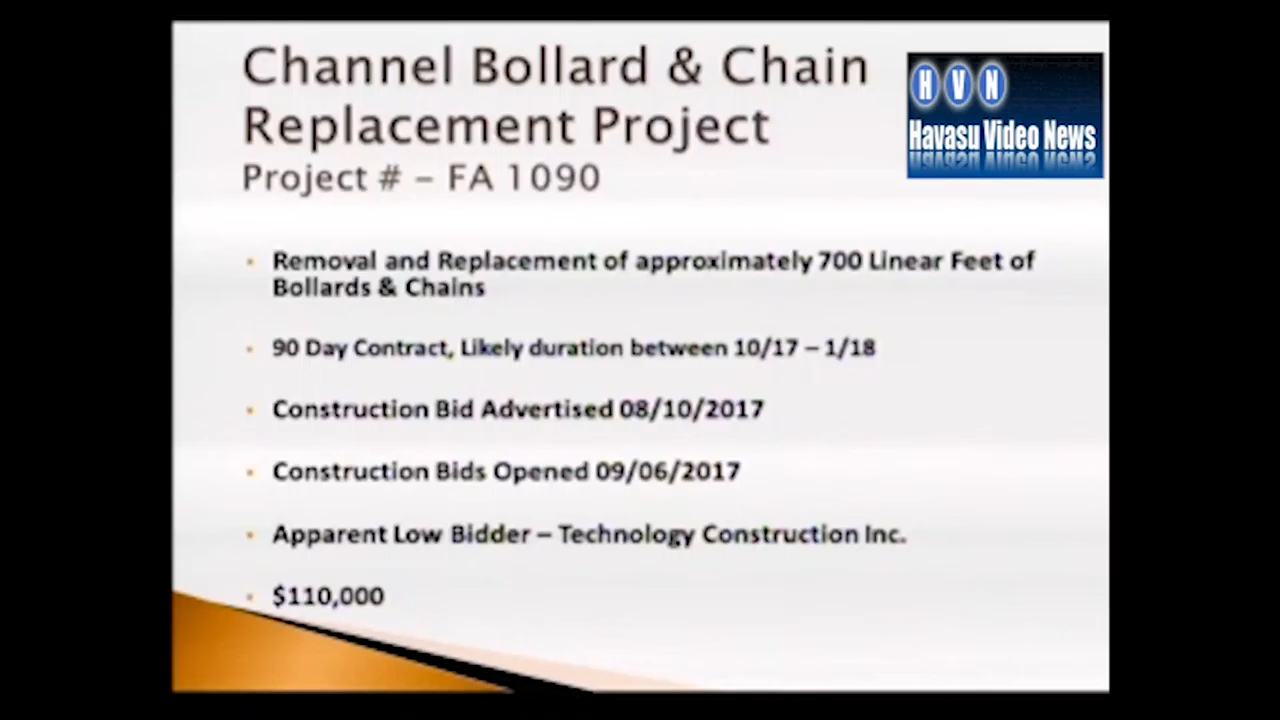 Channel Bollard & Chain
Replacement Project
Project # – FA 1090
H V N
Havasu Video News
• Removal and Replacement of approximately 700 Linear Feet of
Bollards & Chains
• 90 Day Contract, Likely duration between 10/17 – 1/18
• Construction Bid Advertised 08/10/2017
• Construction Bids Opened 09/06/2017
• Apparent Low Bidder – Technology Construction Inc.
• $110,000